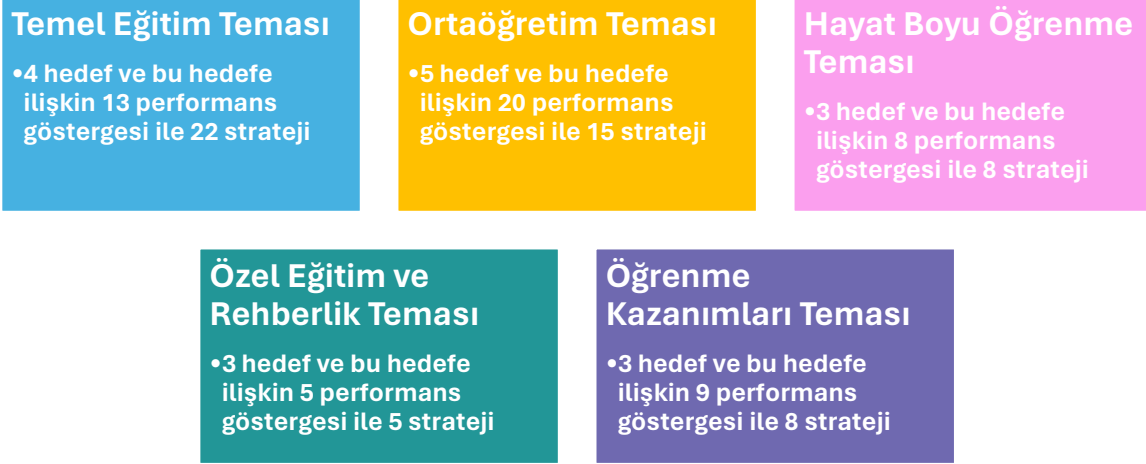 Temel Eğitim Teması
•4 hedef ve bu hedefe
ilişkin 13 performans
göstergesi ile 22 strateji
Ortaöğretim Teması
•5 hedef ve bu hedefe
ilişkin 20 performans
göstergesi ile 15 strateji
Hayat Boyu Öğrenme
Teması
•3 hedef ve bu hedefe
ilişkin 8 performans
göstergesi ile 8 strateji
Özel Eğitim ve
Rehberlik Teması
•3 hedef ve bu hedefe
ilişkin 5 performans
göstergesi ile 5 strateji
Öğrenme
Kazanımları Teması
•3 hedef ve bu hedefe
ilişkin 9 performans
göstergesi ile 8 strateji